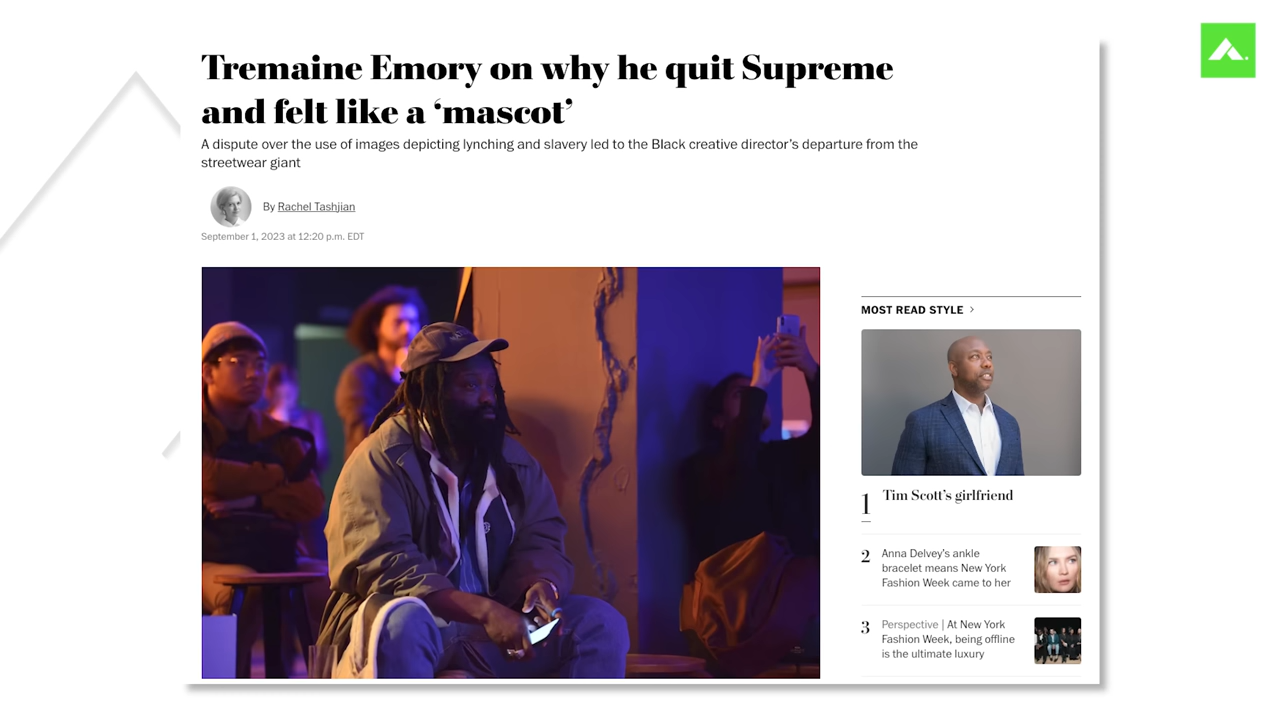 Tremaine Emory on why he quit Supreme
and felt like a ‘mascot’
A dispute over the use of images depicting lynching and slavery led to the Black creative director’s departure from the
streetwear giant
By Rachel Tashjian
September 1, 2023 at 12:20 p.m. EDT
MOST READ STYLE >
1 Tim Scott’s girlfriend
2 Anna Delvey’s ankle
bracelet means New York
Fashion Week came to her
3 Perspective | At New York
Fashion Week, being offline
is the ultimate luxury